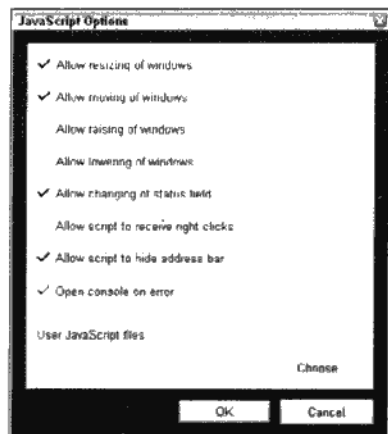 JavaScript Options
Allow resizing of windows
Allow moving of windows
Allow raising of windows
Allow lowering of windows
Allow changing of status field
Allow script to receive right clicks
Allow script to hide address bar
Open console on error
User JavaScript files
Choose
OK Cancel